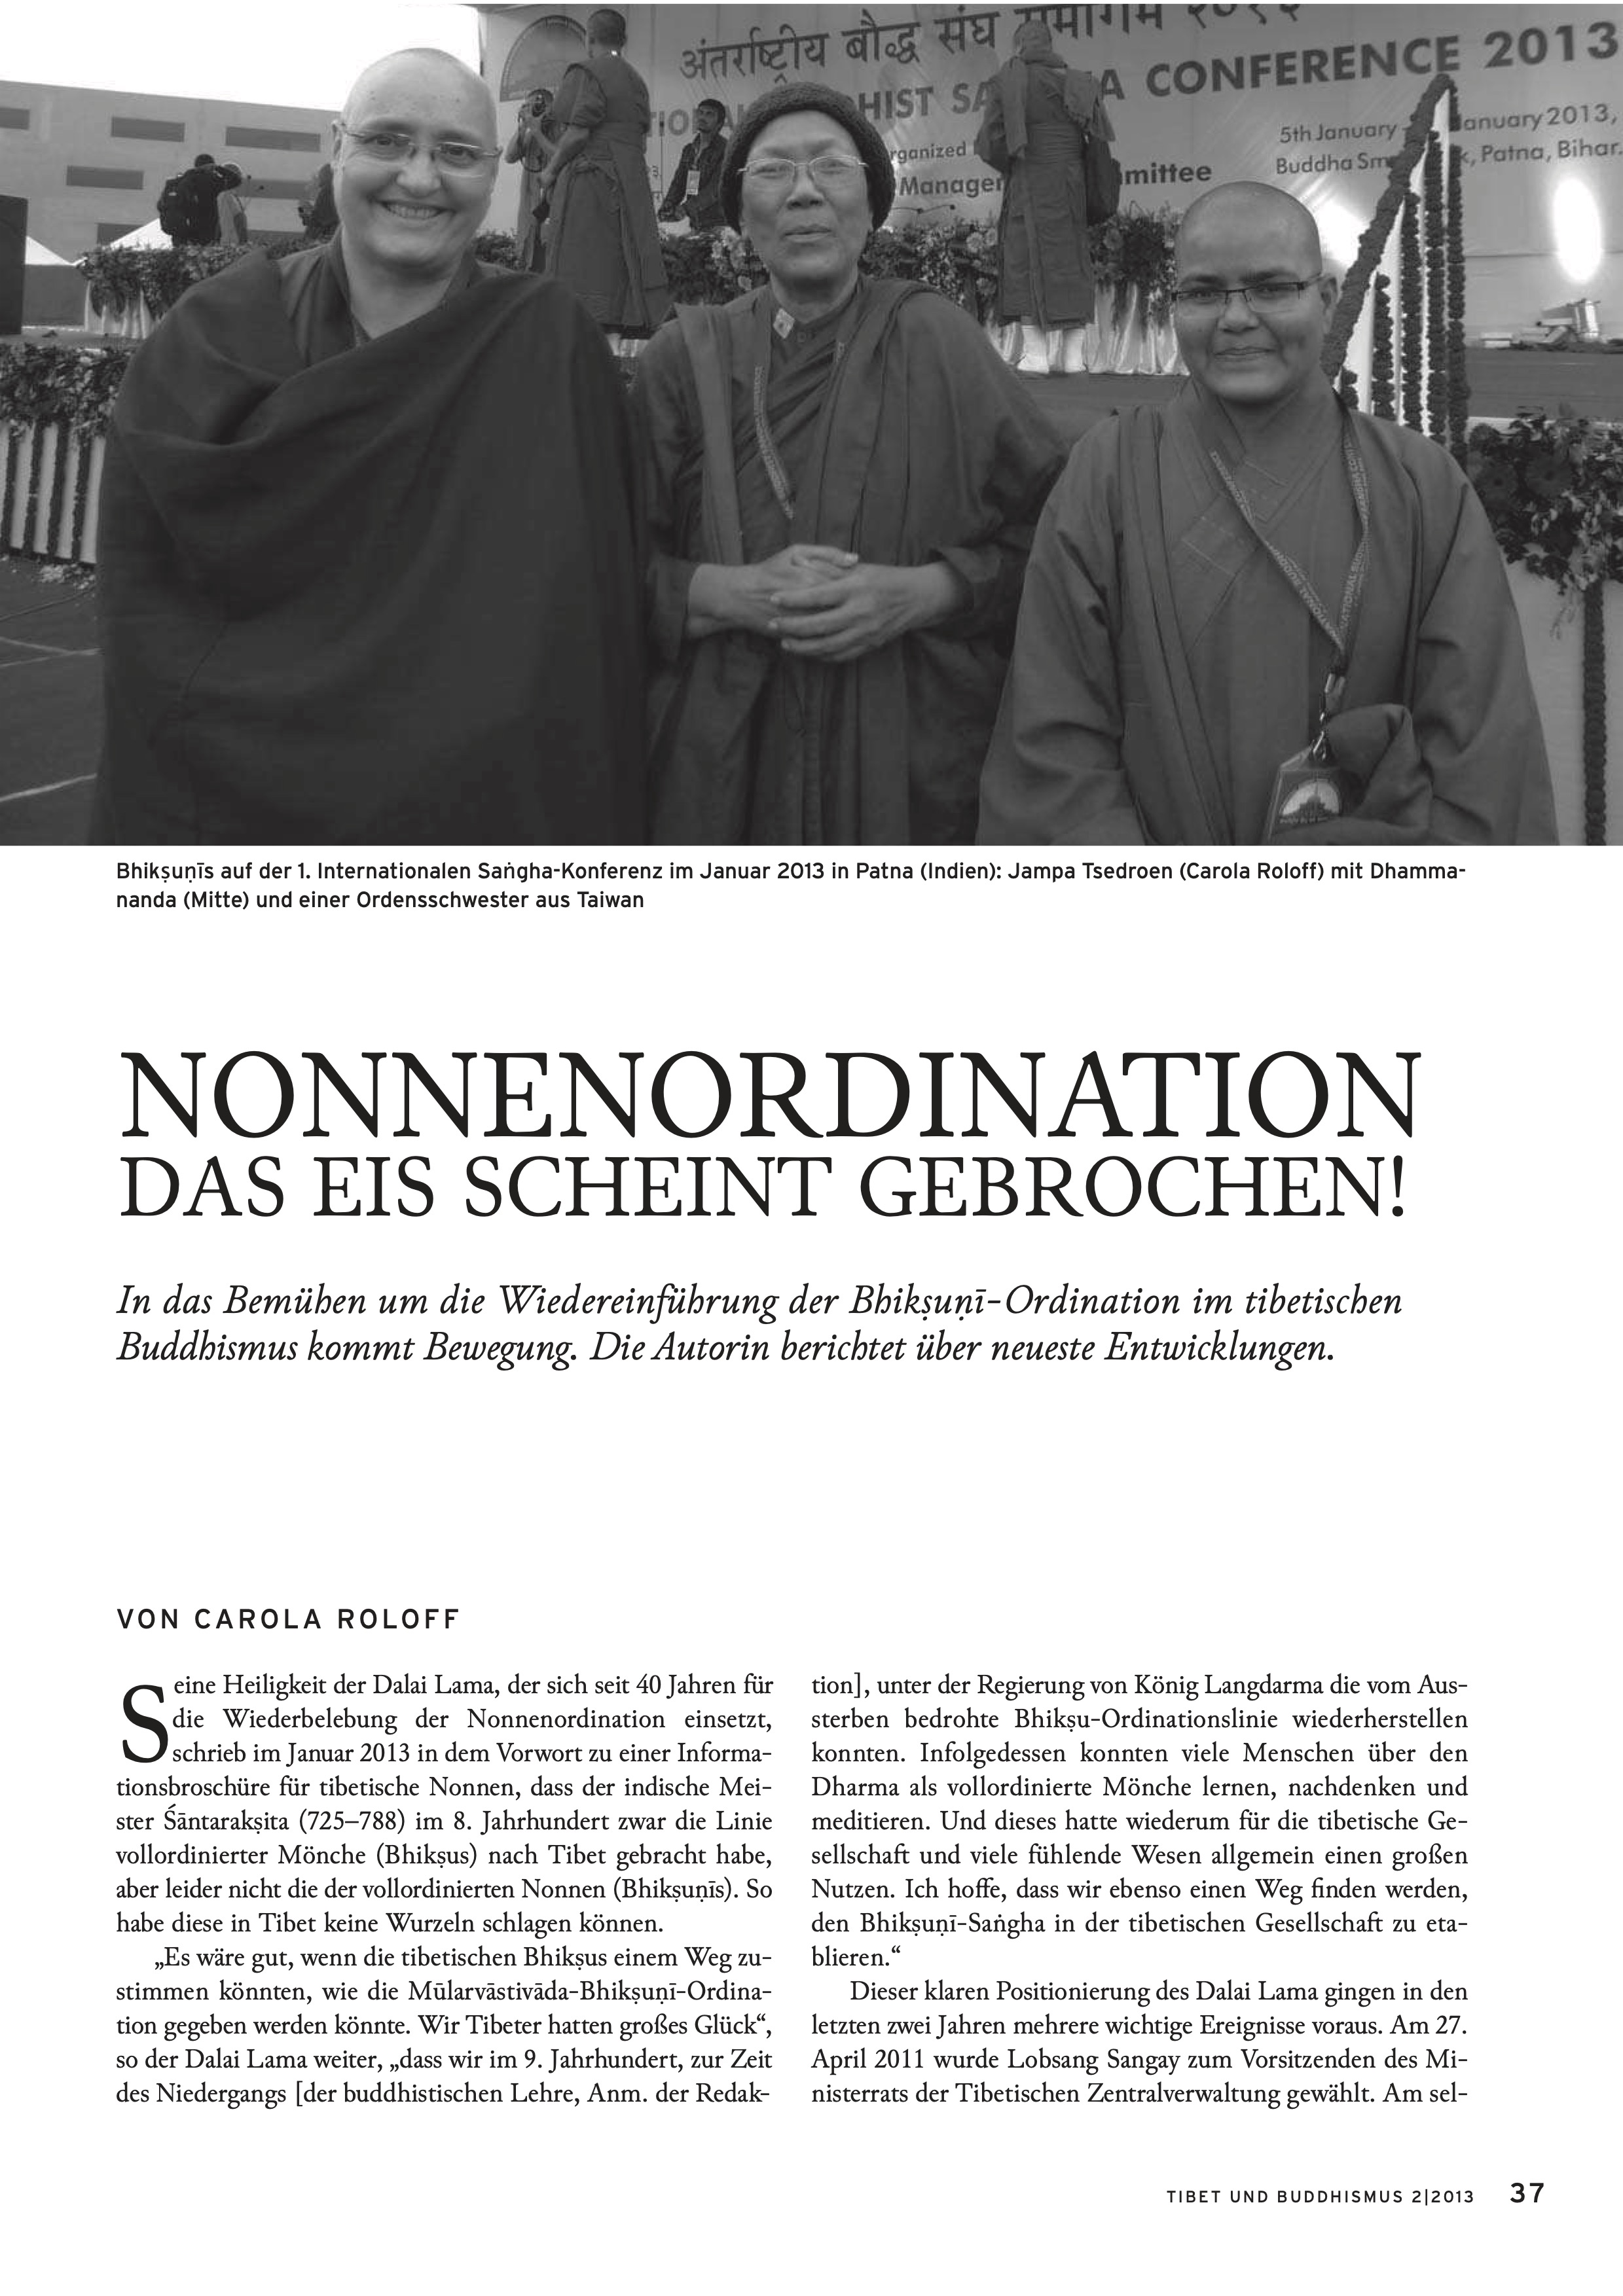 अंतर्राष्ट्रीय बौद्ध संघ समागम २०१३
HIST SA A CONFERENCE 2013
5th January anuary 2013,
rganized Buddha Sm , Patna, Bihar.
Manage mmittee
Bhikṣuṇīs auf der 1. Internationalen Saṅgha-Konferenz im Januar 2013 in Patna (Indien): Jampa Tsedroen (Carola Roloff) mit Dhamma-
nanda (Mitte) und einer Ordensschwester aus Taiwan
NONNENORDINATION
DAS EIS SCHEINT GEBROCHEN!
In das Bemühen um die Wiedereinführung der Bhikṣuṇī-Ordination im tibetischen
Buddhismus kommt Bewegung. Die Autorin berichtet über neueste Entwicklungen.
VON CAROLA ROLOFF
Seine Heiligkeit der Dalai Lama, der sich seit 40 Jahren für
die Wiederbelebung der Nonnenordination einsetzt,
schrieb im Januar 2013 in dem Vorwort zu einer Informa-
tionsbroschüre für tibetische Nonnen, dass der indische Mei-
ster Śāntarakṣita (725–788) im 8. Jahrhundert zwar die Linie
vollordinierter Mönche (Bhikṣus) nach Tibet gebracht habe,
aber leider nicht die der vollordinierten Nonnen (Bhikṣuṇīs). So
habe diese in Tibet keine Wurzeln schlagen können.
„Es wäre gut, wenn die tibetischen Bhikṣus einem Weg zu-
stimmen könnten, wie die Mūlarvāstivāda-Bhikṣuṇī-Ordina-
tion gegeben werden könnte. Wir Tibeter hatten großes Glück“,
so der Dalai Lama weiter, „dass wir im 9. Jahrhundert, zur Zeit
des Niedergangs [der buddhistischen Lehre, Anm. der Redak-
tion], unter der Regierung von König Langdarma die vom Aus-
sterben bedrohte Bhikṣu-Ordinationslinie wiederherstellen
konnten. Infolgedessen konnten viele Menschen über den
Dharma als vollordinierte Mönche lernen, nachdenken und
meditieren. Und dieses hatte wiederum für die tibetische Ge-
sellschaft und viele fühlende Wesen allgemein einen großen
Nutzen. Ich hoffe, dass wir ebenso einen Weg finden werden,
den Bhikṣuṇī-Saṅgha in der tibetischen Gesellschaft zu eta-
blieren.“
Dieser klaren Positionierung des Dalai Lama gingen in den
letzten zwei Jahren mehrere wichtige Ereignisse voraus. Am 27.
April 2011 wurde Lobsang Sangay zum Vorsitzenden des Mi-
nisterrats der Tibetischen Zentralverwaltung gewählt. Am sel-
TIBET UND BUDDHISMUS 2|2013 37